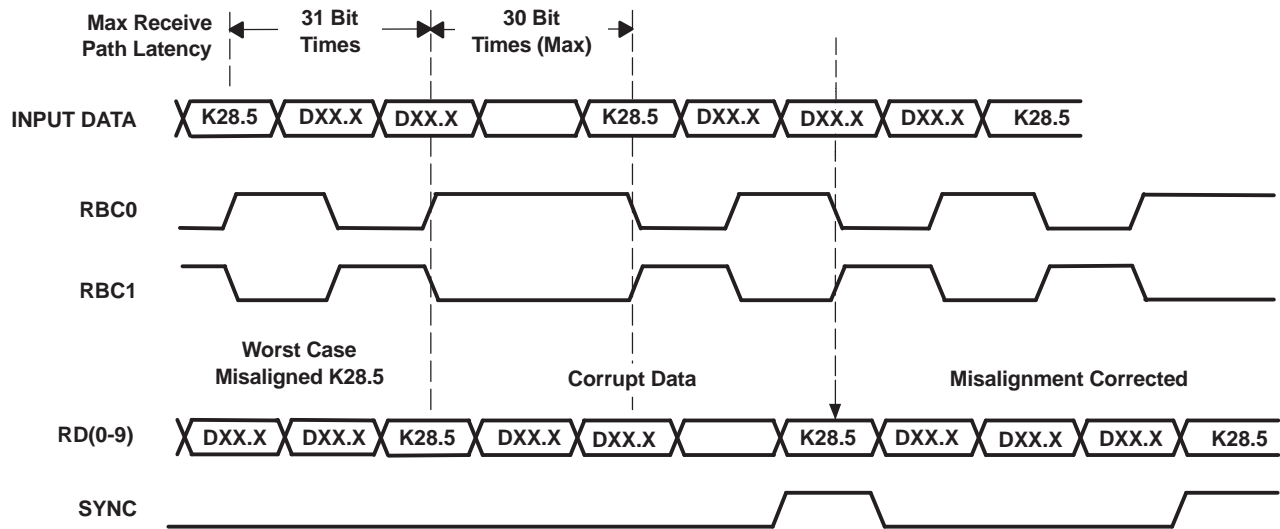 Max Receive
Path Latency
31 Bit
Times
30 Bit
Times (Max)
INPUT DATA
K28.5 DXX.X DXX.X K28.5 DXX.X DXX.X DXX.X K28.5
RBC0
RBC1
Worst Case
Misaligned K28.5
Corrupt Data
Misalignment Corrected
RD(0-9)
DXX.X DXX.X K28.5 DXX.X DXX.X K28.5 DXX.X DXX.X DXX.X K28.5
SYNC